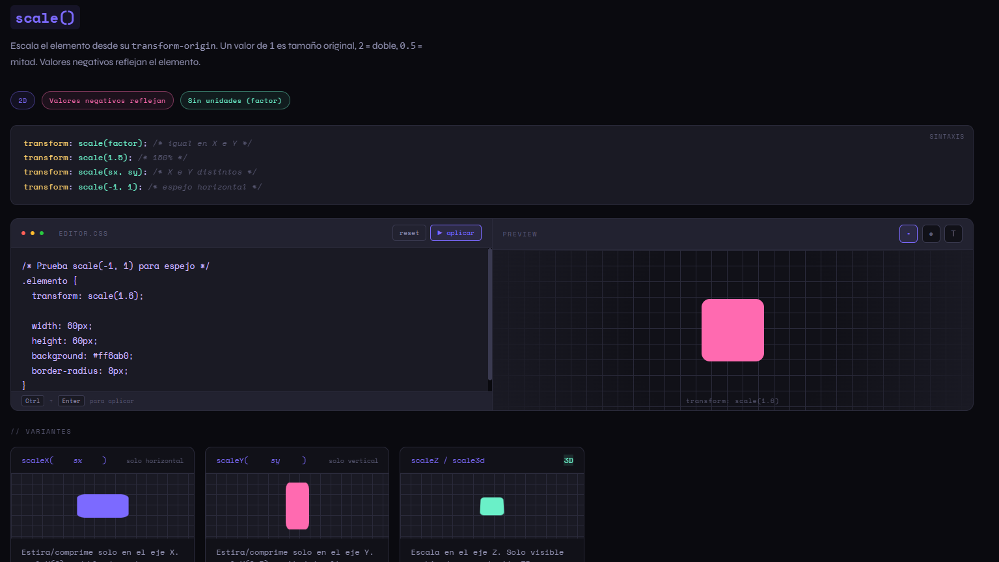 scale()
Escala el elemento desde su transform-origin. Un valor de 1 es tamaño original, 2 = doble, 0.5 =
mitad. Valores negativos reflejan el elemento.
2D
Valores negativos reflejan
Sin unidades (factor)
SINTAXIS
transform: scale(factor); /* igual en X e Y */
transform: scale(1.5); /* 150% */
transform: scale(sx, sy); /* X e Y distintos */
transform: scale(-1, 1); /* espejo horizontal */
EDITOR.CSS
reset
▶ aplicar
PREVIEW
T
/* Prueba scale(-1, 1) para espejo */
.elemento {
transform: scale(1.6);
width: 60px;
height: 60px;
background: #ff6ab0;
border-radius: 8px;
}
Ctrl + Enter para aplicar
transform: scale(1.6)
// VARIANTES
scaleX( sx ) solo horizontal
scaleY( sy ) solo vertical
scaleZ / scale3d 3D
Estira/comprime solo en el eje X.
Estira/comprime solo en el eje Y.
Escala en el eje Z. Solo visible